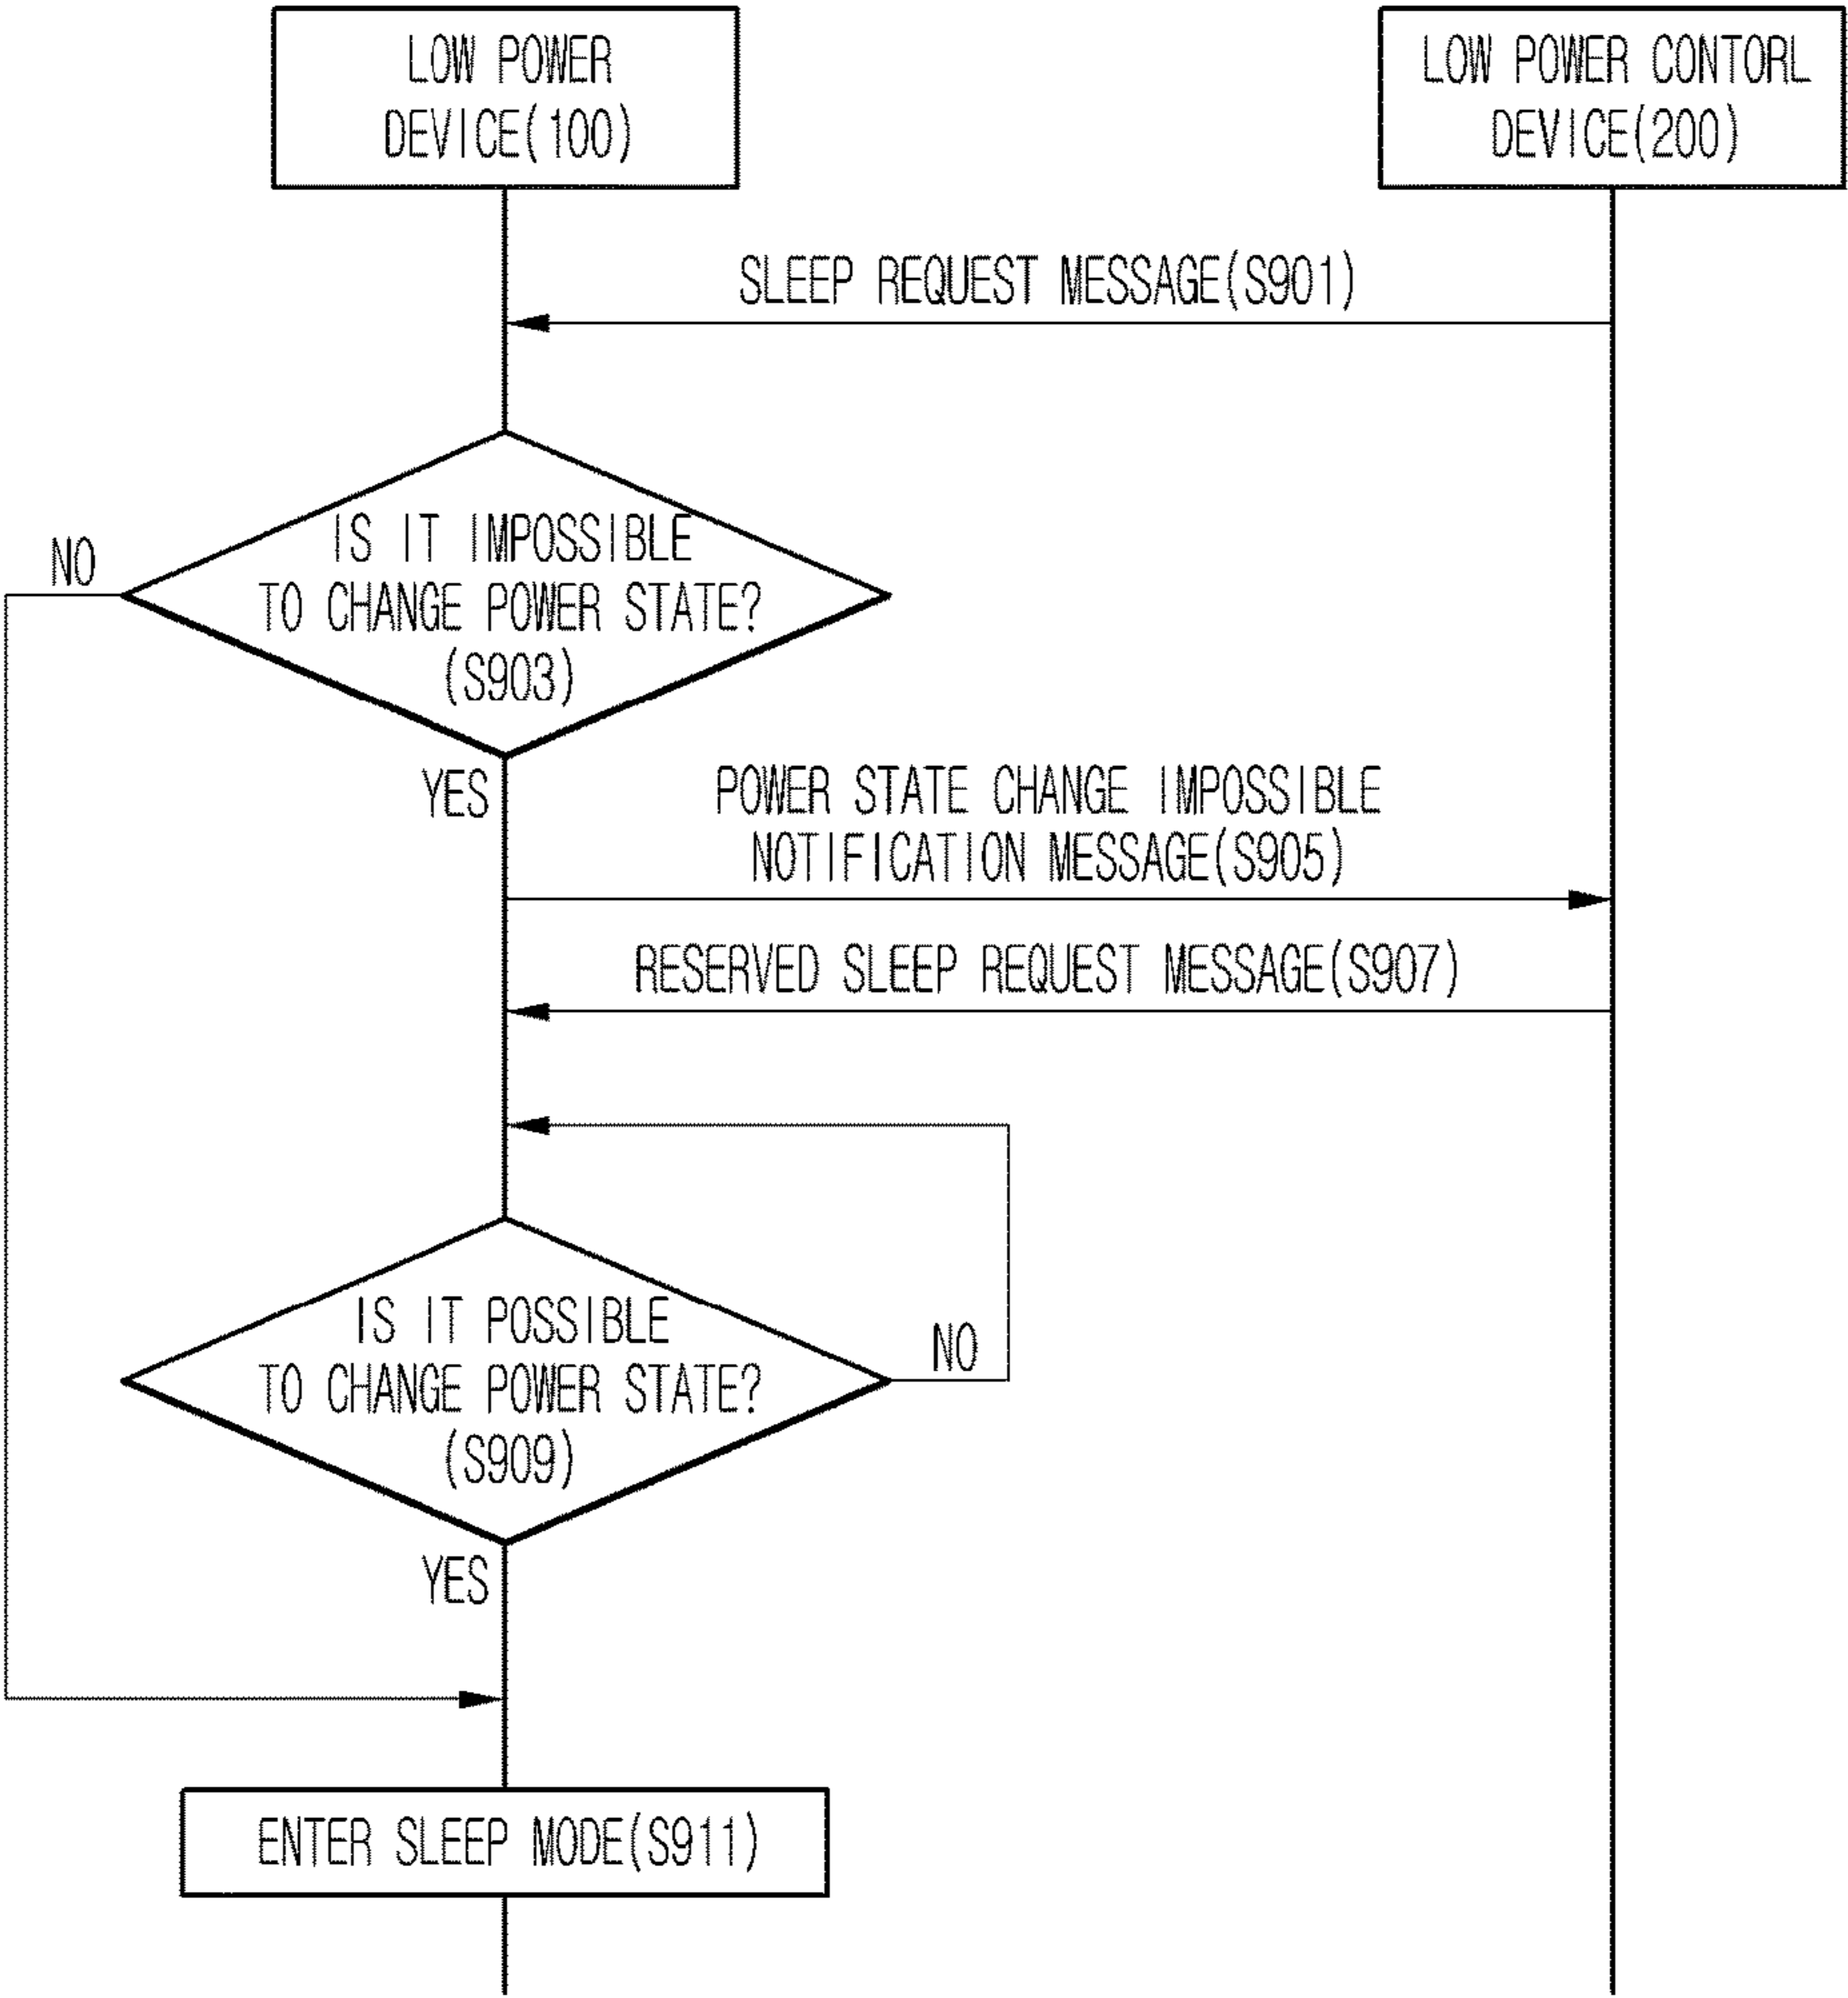 LOW POWER
DEVICE(100)
LOW POWER CONTORL
DEVICE(200)
SLEEP REQUEST MESSAGE(S901)
IS IT IMPOSSIBLE
TO CHANGE POWER STATE?
(S903)
NO
YES
POWER STATE CHANGE IMPOSSIBLE
NOTIFICATION MESSAGE(S905)
RESERVED SLEEP REQUEST MESSAGE(S907)
IS IT POSSIBLE
TO CHANGE POWER STATE?
(S909)
NO
YES
ENTER SLEEP MODE(S911)